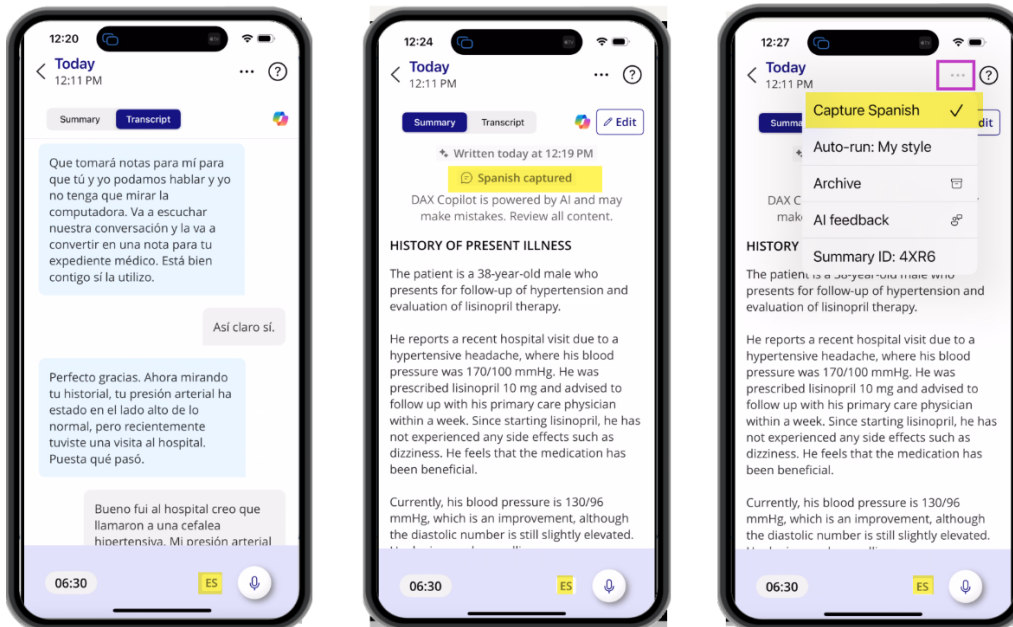 12:20
Today
12:11 PM
Summary
Transcript
Que tomará notas para mí para
que tú y yo podamos hablar y yo
no tenga que mirar la
computadora. Va a escuchar
nuestra conversación y la va a
convertir en una nota para tu
expediente médico. Está bien
contigo sí la utilizo.
Así claro sí.
Perfecto gracias. Ahora mirando
tu historial, tu presión arterial ha
estado en el lado alto de lo
normal, pero recientemente
tuviste una visita al hospital.
Puesta qué pasó.
Bueno fui al hospital creo que
llamaron a una cefalea
hipertensiva. Mi presión arterial
06:30
ES
12:24
Today
12:11 PM
Summary
Transcript
Edit
Written today at 12:19 PM
Spanish captured
DAX Copilot is powered by AI and may
make mistakes. Review all content.
HISTORY OF PRESENT ILLNESS
The patient is a 38-year-old male who
presents for follow-up of hypertension and
evaluation of lisinopril therapy.
He reports a recent hospital visit due to a
hypertensive headache, where his blood
pressure was 170/100 mmHg. He was
prescribed lisinopril 10 mg and advised to
follow up with his primary care physician
within a week. Since starting lisinopril, he has
not experienced any side effects such as
dizziness. He feels that the medication has
been beneficial.
Currently, his blood pressure is 130/96
mmHg, which is an improvement, although
the diastolic number is still slightly elevated.
06:30
ES
12:27
Today
12:11 PM
Summa
dit
Capture Spanish
Auto-run: My style
Archive
AI feedback
Summary ID: 4XR6
DAX C
mak
HISTORY
The patient is a 38-year-old male who
presents for follow-up of hypertension and
evaluation of lisinopril therapy.
He reports a recent hospital visit due to a
hypertensive headache, where his blood
pressure was 170/100 mmHg. He was
prescribed lisinopril 10 mg and advised to
follow up with his primary care physician
within a week. Since starting lisinopril, he has
not experienced any side effects such as
dizziness. He feels that the medication has
been beneficial.
Currently, his blood pressure is 130/96
mmHg, which is an improvement, although
the diastolic number is still slightly elevated.
06:30
ES